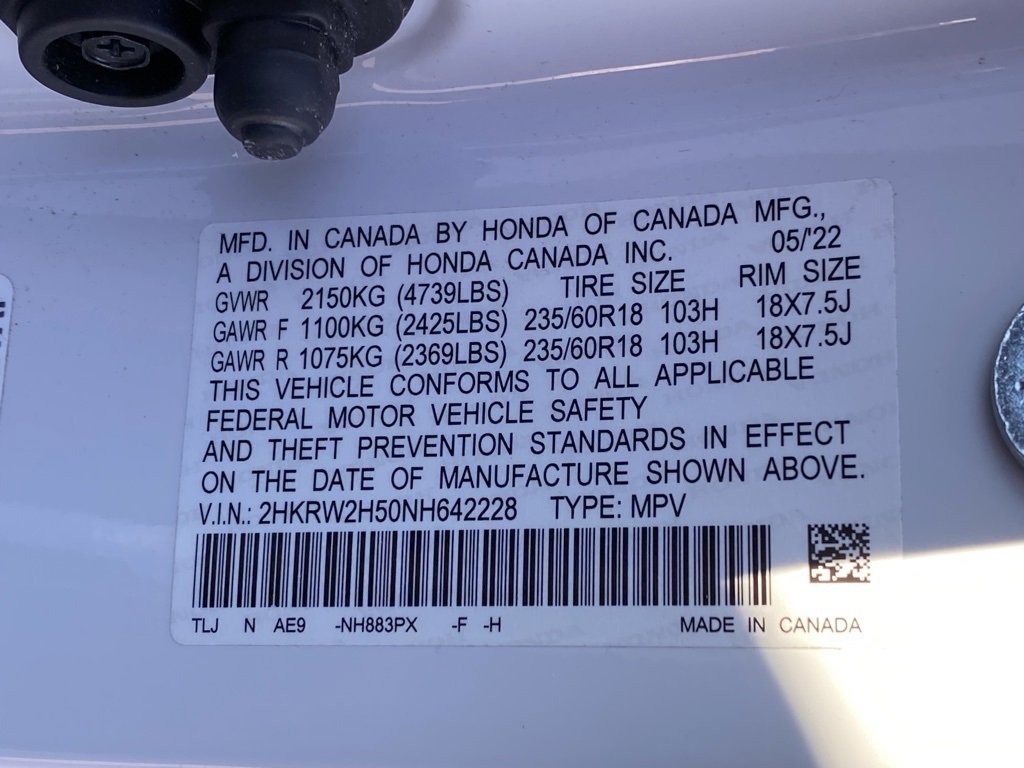 MFD. IN CANADA BY HONDA OF CANADA MFG.,
A DIVISION OF HONDA CANADA INC. 05/'22
GVWR 2150KG (4739LBS) TIRE SIZE RIM SIZE
GAWR F 1100KG (2425LBS) 235/60R18 103H 18X7.5J
GAWR R 1075KG (2369LBS) 235/60R18 103H 18X7.5J
THIS VEHICLE CONFORMS TO ALL APPLICABLE
FEDERAL MOTOR VEHICLE SAFETY
AND THEFT PREVENTION STANDARDS IN EFFECT
ON THE DATE OF MANUFACTURE SHOWN ABOVE.
V.I.N.: 2HKRW2H50NH642228 TYPE: MPV
TLJ N AE9 -NH883PX -F -H MADE IN CANADA